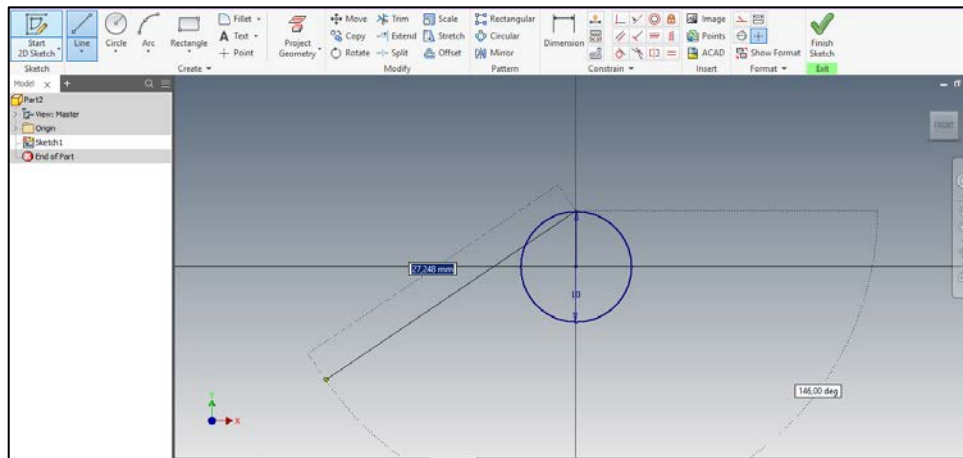 Fillet Move Trim Scale Rectangular Image
Start 2D Sketch Line Circle Arc Rectangle A Text Project Geometry Copy Extend Stretch Circular Dimension Points Finish Sketch
Point Rotate Split Offset Mirror ACAD Show Format
Sketch Create Modify Pattern Constrain Insert Format Exit
Model x +
Part2
View: Master
Origin
Sketch1
End of Part
FRONT
27,248 mm
10
146,00 deg
Y
X